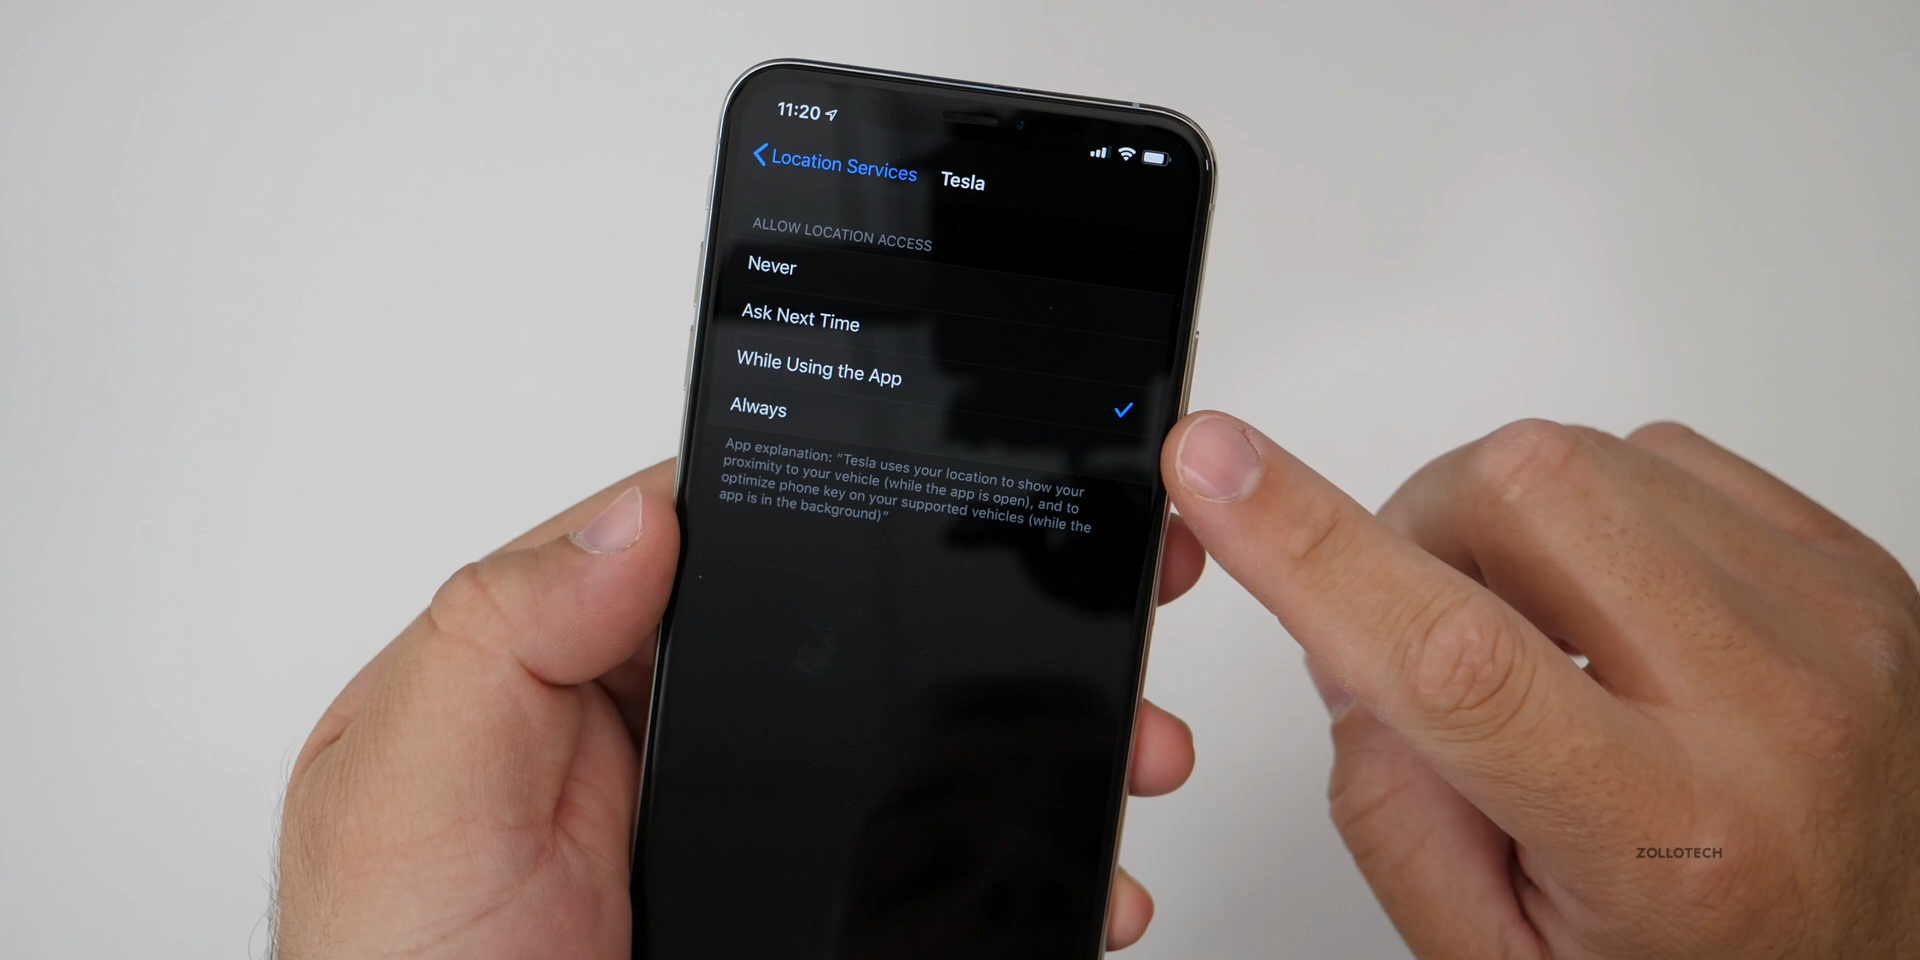 11:20
Location Services Tesla
ALLOW LOCATION ACCESS
Never
Ask Next Time
While Using the App
Always
App explanation: “Tesla uses your location to show your
proximity to your vehicle (while the app is open), and to
optimize phone key on your supported vehicles (while the
app is in the background)”
ZOLLOTECH